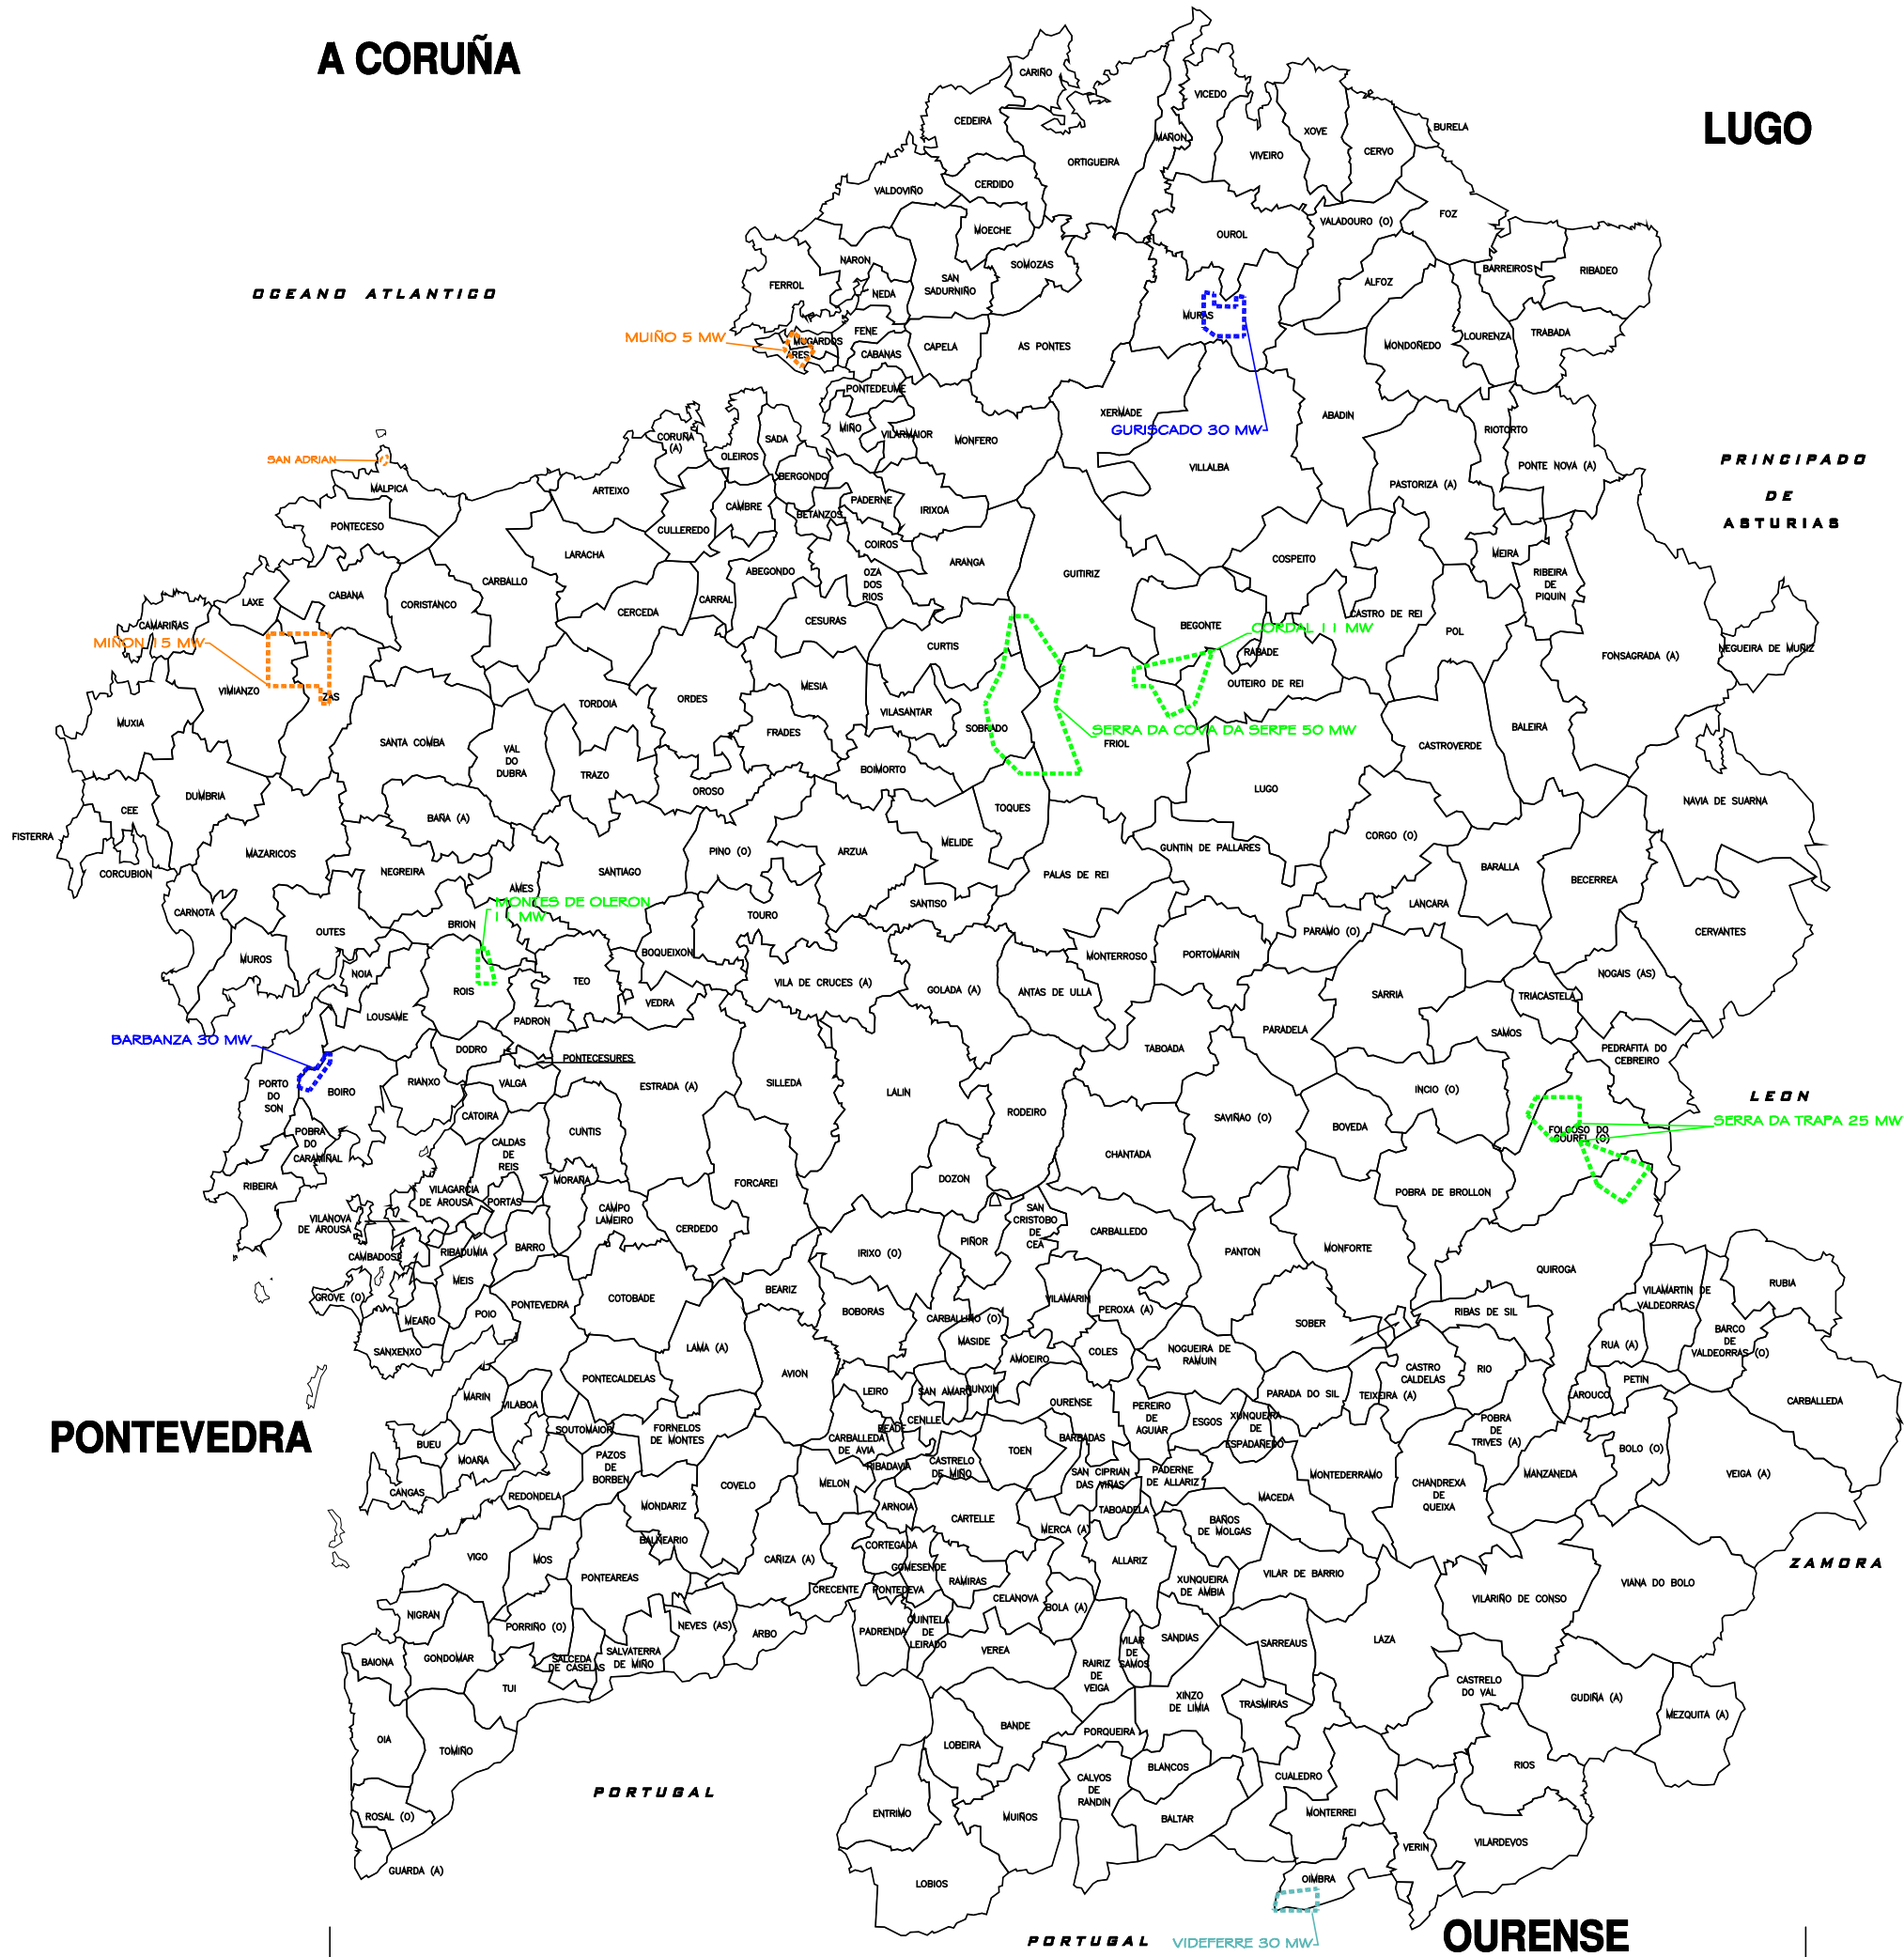 A CORUÑA
LUGO
CARIÑO
VICEDO
CEDEIRA
BURELA
XOVE
MAÑON
CERVO
VIVEIRO
ORTIGUEIRA
CERDIDO
VALDOVIÑO
FOZ
VALADOURO (O)
MOECHE
OUROL
NARON
SOMOZAS
BARREIROS
RIBADEO
SAN
SADURNIÑO
FERROL
NEDA
ALFOZ
OCEANO ATLANTICO
MURAS
FENE
MUIÑO 5 MW
MUGARDOS
ARES
CABANAS
CAPELA
AS PONTES
MONDOÑEDO
LOURENZA
TRABADA
PONTEDEUME
XERMADE
ABADIN
GURISCADO 30 MW
MIÑO
VILARMAIOR
MONFERO
RIOTORTO
CORUÑA
(A)
SADA
OLEIROS
SAN ADRIAN
VILLALBA
PONTE NOVA (A)
PRINCIPADO
DE
ASTURIAS
BERGONDO
MALPICA
ARTEIXO
PASTORIZA (A)
PADERNE
CAMBRE
BETANZOS
IRIXOA
PONTECESO
CULLEREDO
COIROS
LARACHA
ARANGA
MEIRA
COSPEITO
ABEGONDO
OZA
DOS
RIOS
GUITIRIZ
RIBEIRA
DE
PIQUIN
CARBALLO
CABANA
LAXE
CORISTANCO
CARRAL
CERCEDA
CASTRO DE REI
CAMARIÑAS
CESURAS
BEGONTE
CORDAL 11 MW
POL
MIÑON 15 MW
CURTIS
RABADE
NEGUEIRA DE MUÑIZ
FONSAGRADA (A)
VIMIANZO
ZAS
MESIA
OUTEIRO DE REI
TORDOIA
ORDES
VILASANTAR
MUXIA
SOBRADO
FRADES
SERRA DA COVA DA SERPE 50 MW
BALEIRA
SANTA COMBA
FRIOL
CASTROVERDE
VAL
DO
DUBRA
TRAZO
BOIMORTO
OROSO
LUGO
DUMBRIA
NAVIA DE SUARNA
CEE
TOQUES
BAÑA (A)
FISTERRA
CORGO (O)
MELIDE
GUNTIN DE PALLARES
MAZARICOS
PINO (O)
ARZUA
BARALLA
NEGREIRA
SANTIAGO
CORCUBION
PALAS DE REI
BECERREA
AMES
MONTES DE OLERON
11 MW
SANTISO
LANCARA
CARNOTA
TOURO
BRION
OUTES
PARAMO (O)
CERVANTES
BOQUEIXON
MONTERROSO
PORTOMARIN
MUROS
NOIA
NOGAIS (AS)
TEO
VILA DE CRUCES (A)
GOLADA (A)
ANTAS DE ULLA
ROIS
SARRIA
TRIACASTELA
VEDRA
LOUSAME
PADRON
PARADELA
SAMOS
BARBANZA 30 MW
DODRO
TABOADA
PEDRAFITA DO
CEBREIRO
PONTECESURES
RIANXO
VALGA
ESTRADA (A)
SILLEDA
PORTO
DO
SON
BOIRO
LALIN
INCIO (O)
LEON
RODEIRO
SAVIÑAO (O)
CATOIRA
SERRA DA TRAPA 25 MW
BOVEDA
FOLGOSO DO
COUREL (O)
POBRA
DO
CARAMIÑAL
CUNTIS
CALDAS
DE
REIS
CHANTADA
MORAÑA
DOZON
RIBEIRA
VILAGARCIA
DE AROUSA
PORTAS
FORCAREI
POBRA DE BROLLON
CAMPO
LAMEIRO
SAN
CRISTOBO
DE
CEA
VILANOVA
DE AROUSA
CERDEDO
CARBALLEDO
PIÑOR
RIBADUMIA
BARRO
IRIXO (O)
PANTON
MONFORTE
CAMBADOS
QUIROGA
MEIS
RUBIA
BEARIZ
VILAMARTIN DE
VALDEORRAS
GROVE (O)
COTOBADE
PONTEVEDRA
VILAMARIN
PEROXA (A)
BOBORAS
RIBAS DE SIL
POIO
MEAÑO
CARBALLIÑO (O)
SOBER
BARCO
DE
VALDEORRAS (O)
MASIDE
RUA (A)
LAMA (A)
SANXENXO
NOGUEIRA DE
RAMUIN
COLES
AMOEIRO
CASTRO
CALDELAS
RIO
AVION
PONTECALDELAS
PETIN
LEIRO
SAN AMARO
PUNXIN
PARADA DO SIL
TEIXEIRA (A)
LAROUCO
MARIN
CARBALLEDA
VILABOA
OURENSE
PEREIRO
DE
AGUIAR
ESGOS
XUNQUEIRA
DE
ESPADAÑEDO
CENLLE
BEADE
POBRA
DE
TRIVES (A)
PONTEVEDRA
SOUTOMAIOR
FORNELOS
DE MONTES
CARBALLEDA
DE AVIA
BARBADAS
BUEU
TOEN
BOLO (O)
MOAÑA
PAZOS
DE
BORBEN
RIBADAVIA
CASTRELO
DE MIÑO
SAN CIPRIAN
DAS VIÑAS
PADERNE
DE ALLARIZ
MONTEDERRAMO
MANZANEDA
VEIGA (A)
CANGAS
MELON
COVELO
CHANDREXA
DE
QUEIXA
REDONDELA
MACEDA
MONDARIZ
ARNOIA
TABOADELA
CARTELLE
BAÑOS
DE MOLGAS
MERCA (A)
BALNEARIO
CORTEGADA
VIGO
MOS
CAÑIZA (A)
ALLARIZ
ZAMORA
GOMESENDE
VILAR DE BARRIO
PONTEAREAS
RAMIRAS
XUNQUEIRA
DE AMBIA
VIANA DO BOLO
CRECENTE
PONTEDEVA
CELANOVA
BOLA (A)
VILARIÑO DE CONSO
NIGRAN
PORRIÑO (O)
NEVES (AS)
ARBO
QUINTELA
DE
LEIRADO
PADRENDA
SANDIAS
LAZA
SARREAUS
VEREA
VILAR
DE
SAMOS
SALVATERRA
DE MIÑO
GONDOMAR
BAIONA
SALCEDA
DE CASELAS
RAIRIZ
DE
VEIGA
CASTRELO
DO VAL
TUI
GUDIÑA (A)
XINZO
DE LIMIA
TRASMIRAS
MEZQUITA (A)
BANDE
PORQUEIRA
OIA
LOBEIRA
TOMIÑO
RIOS
BLANCOS
CALVOS
DE
RANDIN
CUALEDRO
PORTUGAL
ENTRIMO
MUIÑOS
BALTAR
MONTERREI
ROSAL (O)
VILARDEVOS
VERIN
GUARDA (A)
OIMBRA
LOBIOS
OURENSE
PORTUGAL
VIDEFERRE 30 MW